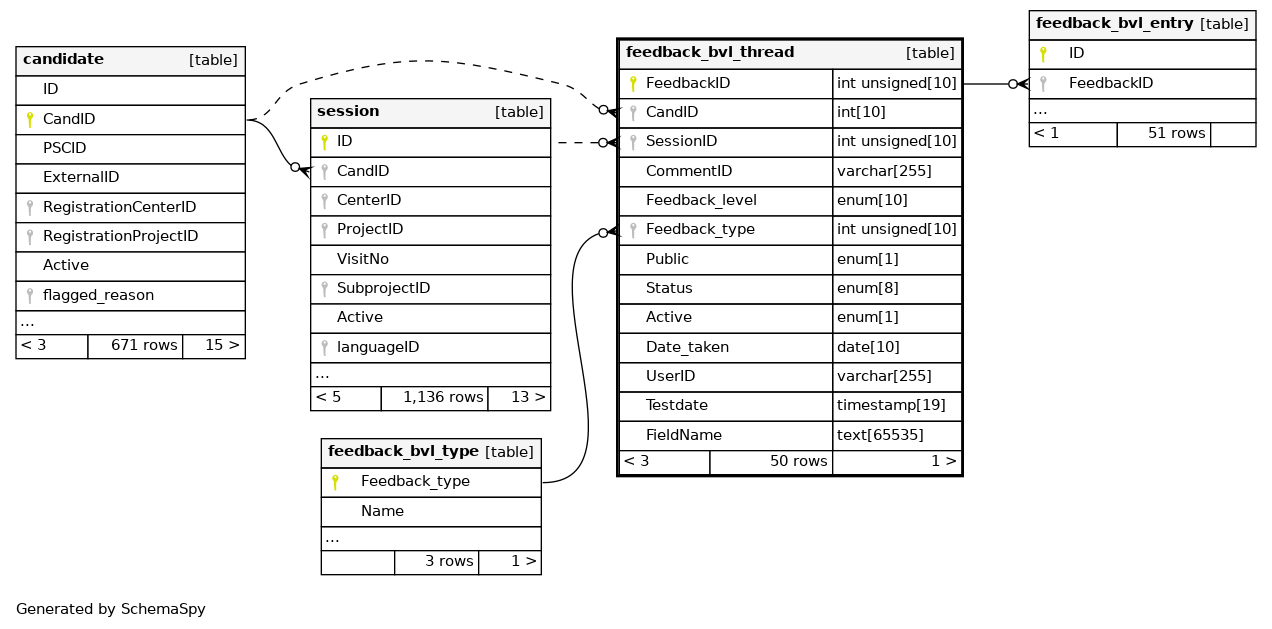 candidate [table]
ID
CandID
PSCID
ExternalID
RegistrationCenterID
RegistrationProjectID
Active
flagged_reason
...
< 3 671 rows 15 >
session [table]
ID
CandID
CenterID
ProjectID
VisitNo
SubprojectID
Active
languageID
...
< 5 1,136 rows 13 >
feedback_bvl_type [table]
Feedback_type
Name
...
3 rows 1 >
feedback_bvl_thread [table]
FeedbackID int unsigned[10]
CandID int[10]
SessionID int unsigned[10]
CommentID varchar[255]
Feedback_level enum[10]
Feedback_type int unsigned[10]
Public enum[1]
Status enum[8]
Active enum[1]
Date_taken date[10]
UserID varchar[255]
Testdate timestamp[19]
FieldName text[65535]
< 3 50 rows 1 >
feedback_bvl_entry [table]
ID
FeedbackID
...
< 1 51 rows
Generated by SchemaSpy